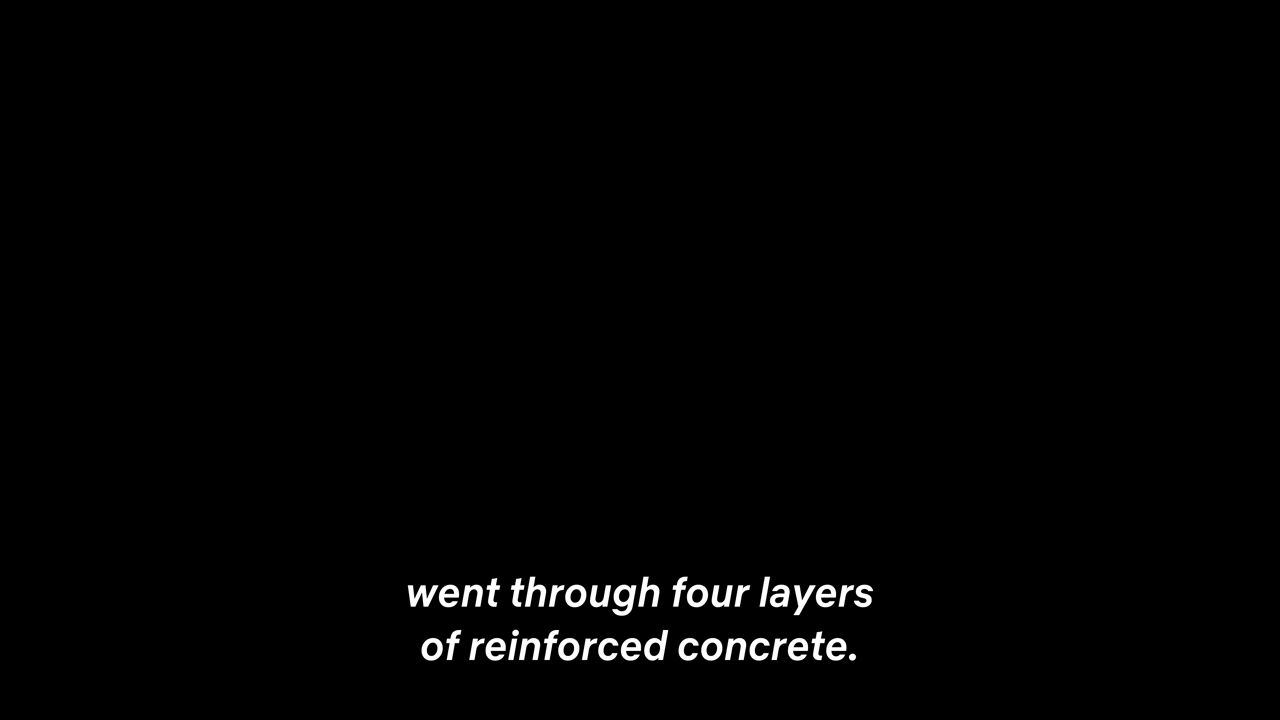 went through four layers
of reinforced concrete.